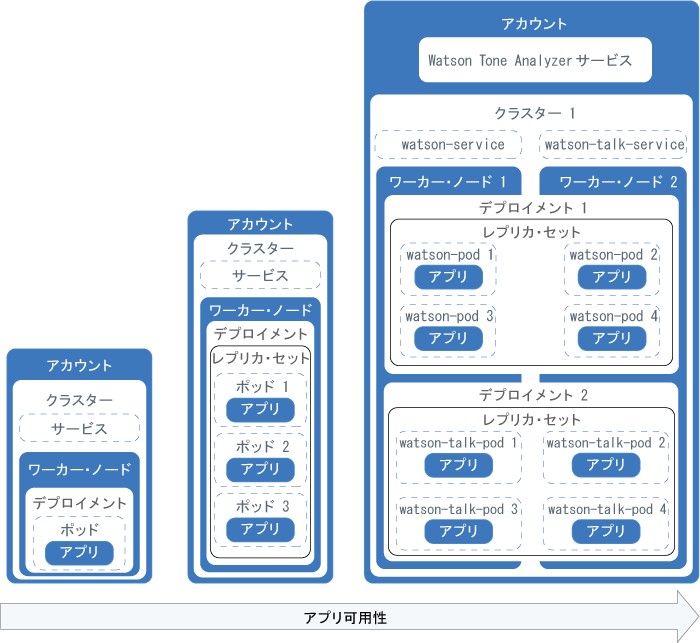 アカウント
クラスター
サービス
ワーカー・ノード
デプロイメント
ポッド
アプリ
アカウント
クラスター
サービス
ワーカー・ノード
デプロイメント
レプリカ・セット
ポッド 1
アプリ
ポッド 2
アプリ
ポッド 3
アプリ
アカウント
Watson Tone Analyzer サービス
クラスター 1
watson-service
watson-talk-service
ワーカー・ノード 1
ワーカー・ノード 2
デプロイメント 1
レプリカ・セット
watson-pod 1
アプリ
watson-pod 2
アプリ
watson-pod 3
アプリ
watson-pod 4
アプリ
デプロイメント 2
レプリカ・セット
watson-talk-pod 1
アプリ
watson-talk-pod 2
アプリ
watson-talk-pod 3
アプリ
watson-talk-pod 4
アプリ
アプリ可用性